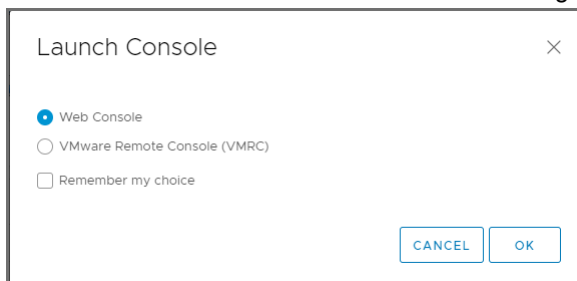 Launch Console
Web Console
VMware Remote Console (VMRC)
Remember my choice
CANCEL OK